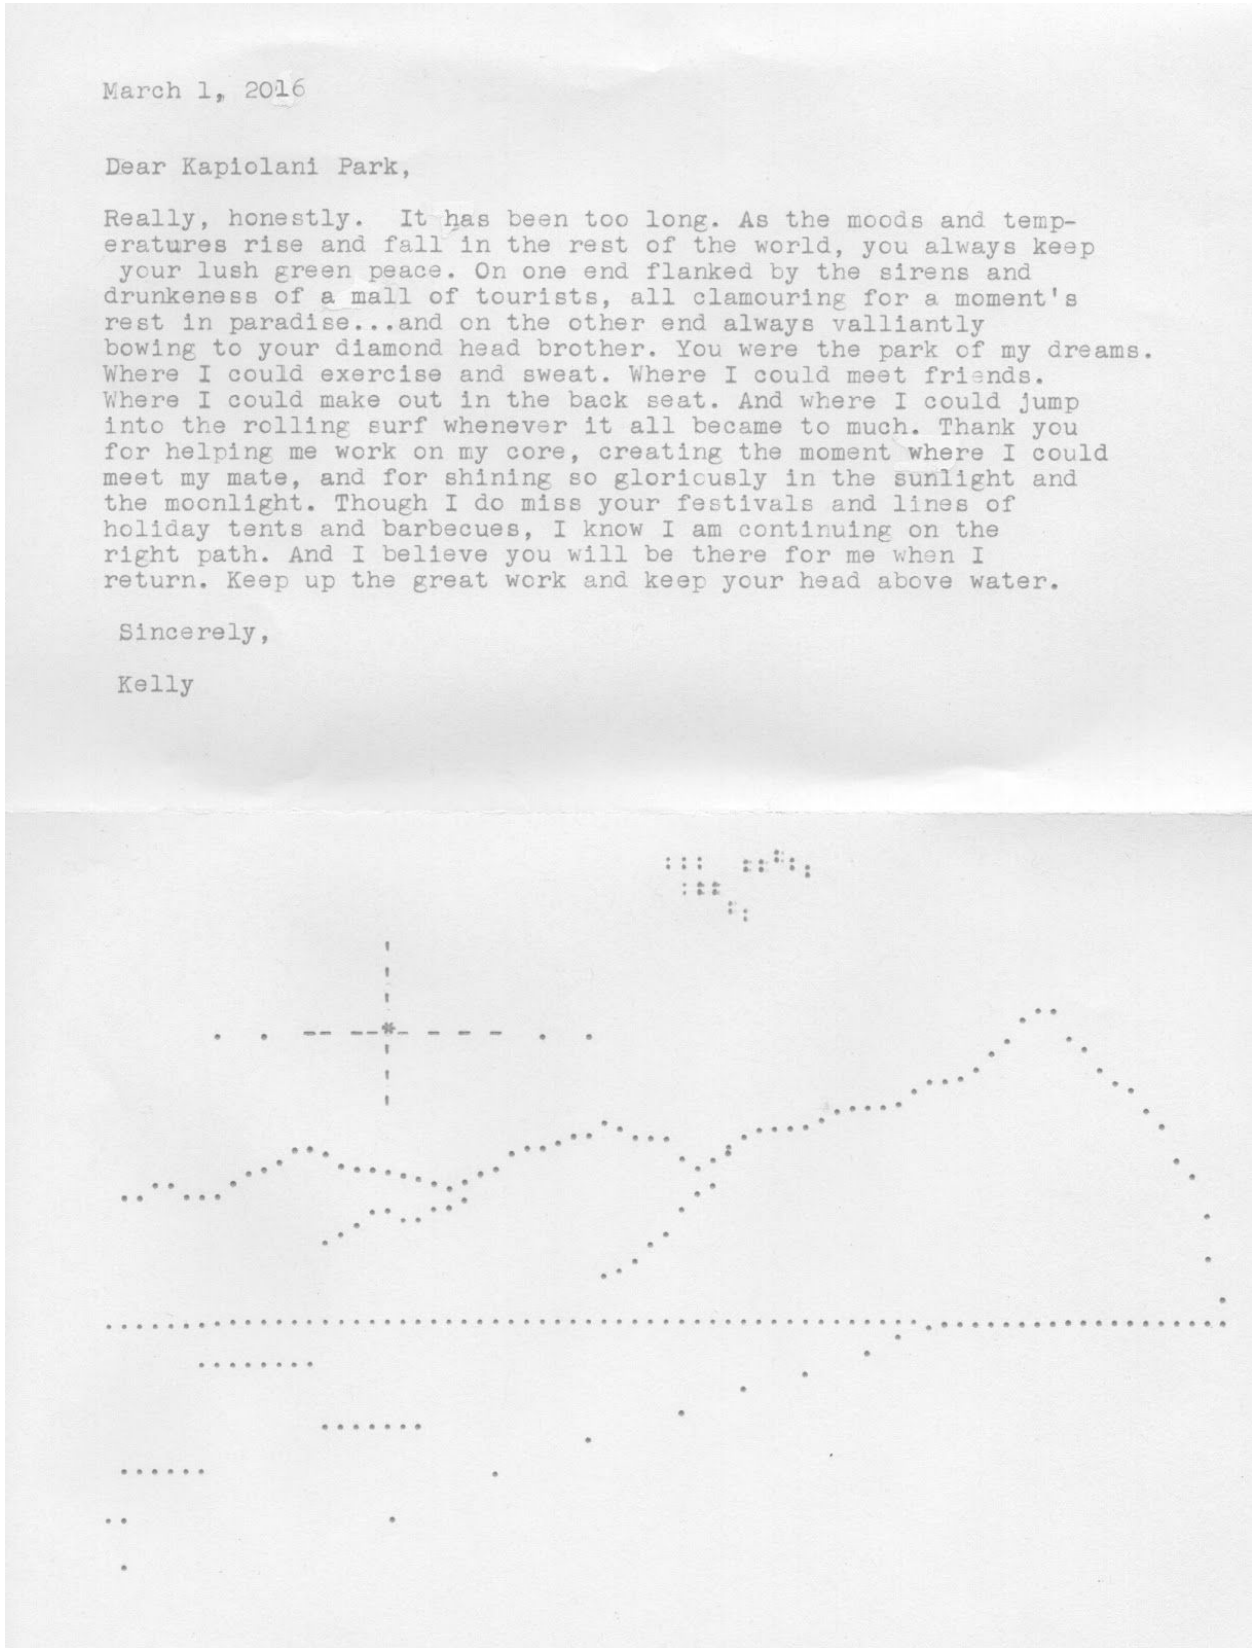 March 1, 2016
Dear Kapiolani Park,
Really, honestly.  It has been too long. As the moods and temp-
eratures rise and fall in the rest of the world, you always keep
your lush green peace. On one end flanked by the sirens and
drunkeness of a mall of tourists, all clamouring for a moment's
rest in paradise...and on the other end always valliantly
bowing to your diamond head brother. You were the park of my dreams.
Where I could exercise and sweat. Where I could meet friends.
Where I could make out in the back seat. And where I could jump
into the rolling surf whenever it all became to much. Thank you
for helping me work on my core, creating the moment where I could
meet my mate, and for shining so gloriously in the sunlight and
the moonlight. Though I do miss your festivals and lines of
holiday tents and barbecues, I know I am continuing on the
right path. And I believe you will be there for me when I
return. Keep up the great work and keep your head above water.
Sincerely,
Kelly